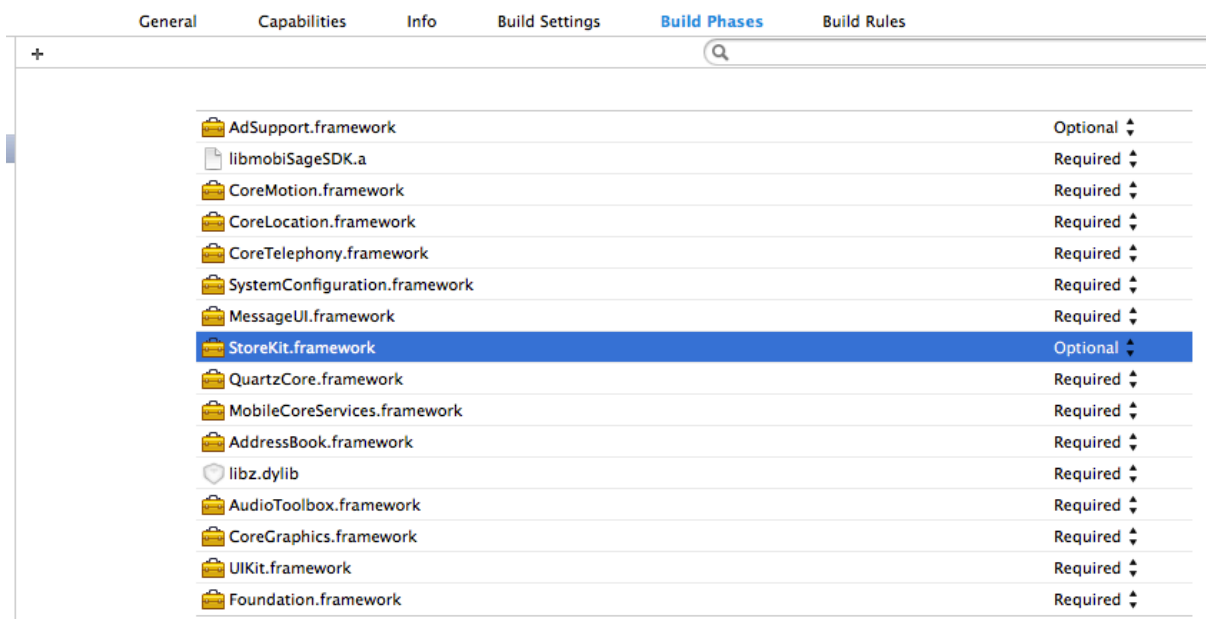 General Capabilities Info Build Settings Build Phases Build Rules
+
AdSupport.framework Optional
libmobiSageSDK.a Required
CoreMotion.framework Required
CoreLocation.framework Required
CoreTelephony.framework Required
SystemConfiguration.framework Required
MessageUI.framework Required
StoreKit.framework Optional
QuartzCore.framework Required
MobileCoreServices.framework Required
AddressBook.framework Required
libz.dylib Required
AudioToolbox.framework Required
CoreGraphics.framework Required
UIKit.framework Required
Foundation.framework Required